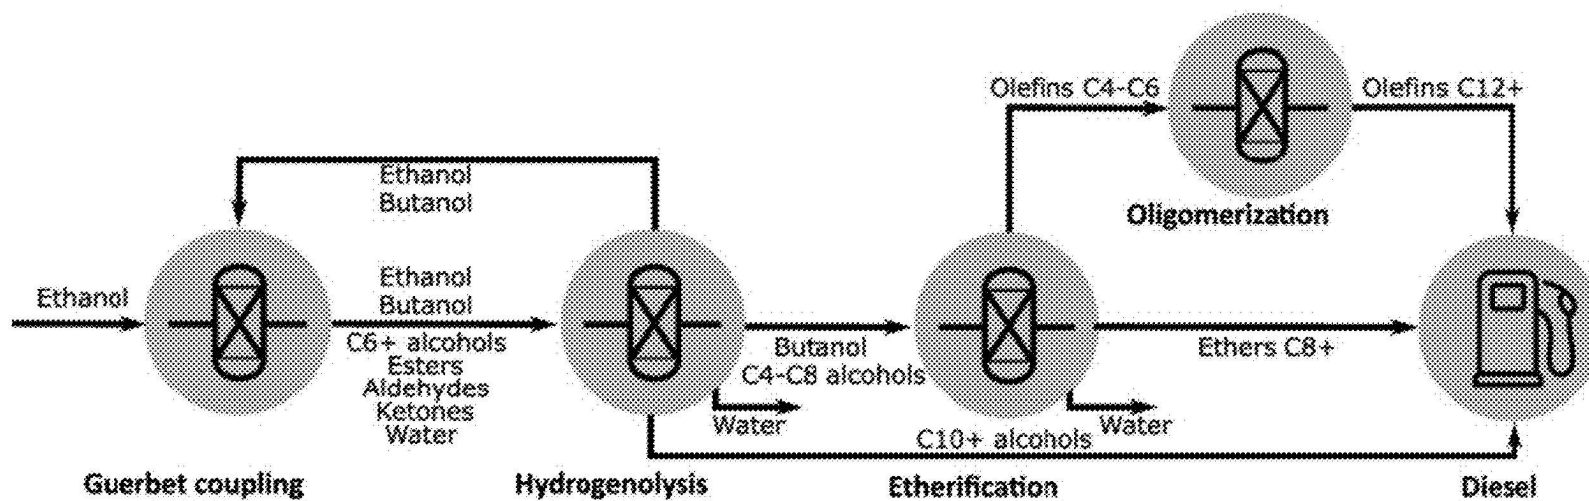 Olefins C4-C6
Olefins C12+
Oligomerization
Ethanol
Butanol
Ethanol
Ethanol
Butanol
C6+ alcohols
Esters
Aldehydes
Ketones
Water
Butanol
C4-C8 alcohols
Water
Ethers C8+
Water
C10+ alcohols
Guerbet coupling
Hydrogenolysis
Etherification
Diesel